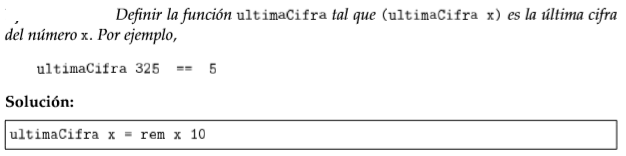 Definir la función ultimaCifra tal que (ultimaCifra x) es la última cifra
del número x. Por ejemplo,
ultimaCifra 325 == 5
Solución:
ultimaCifra x = rem x 10